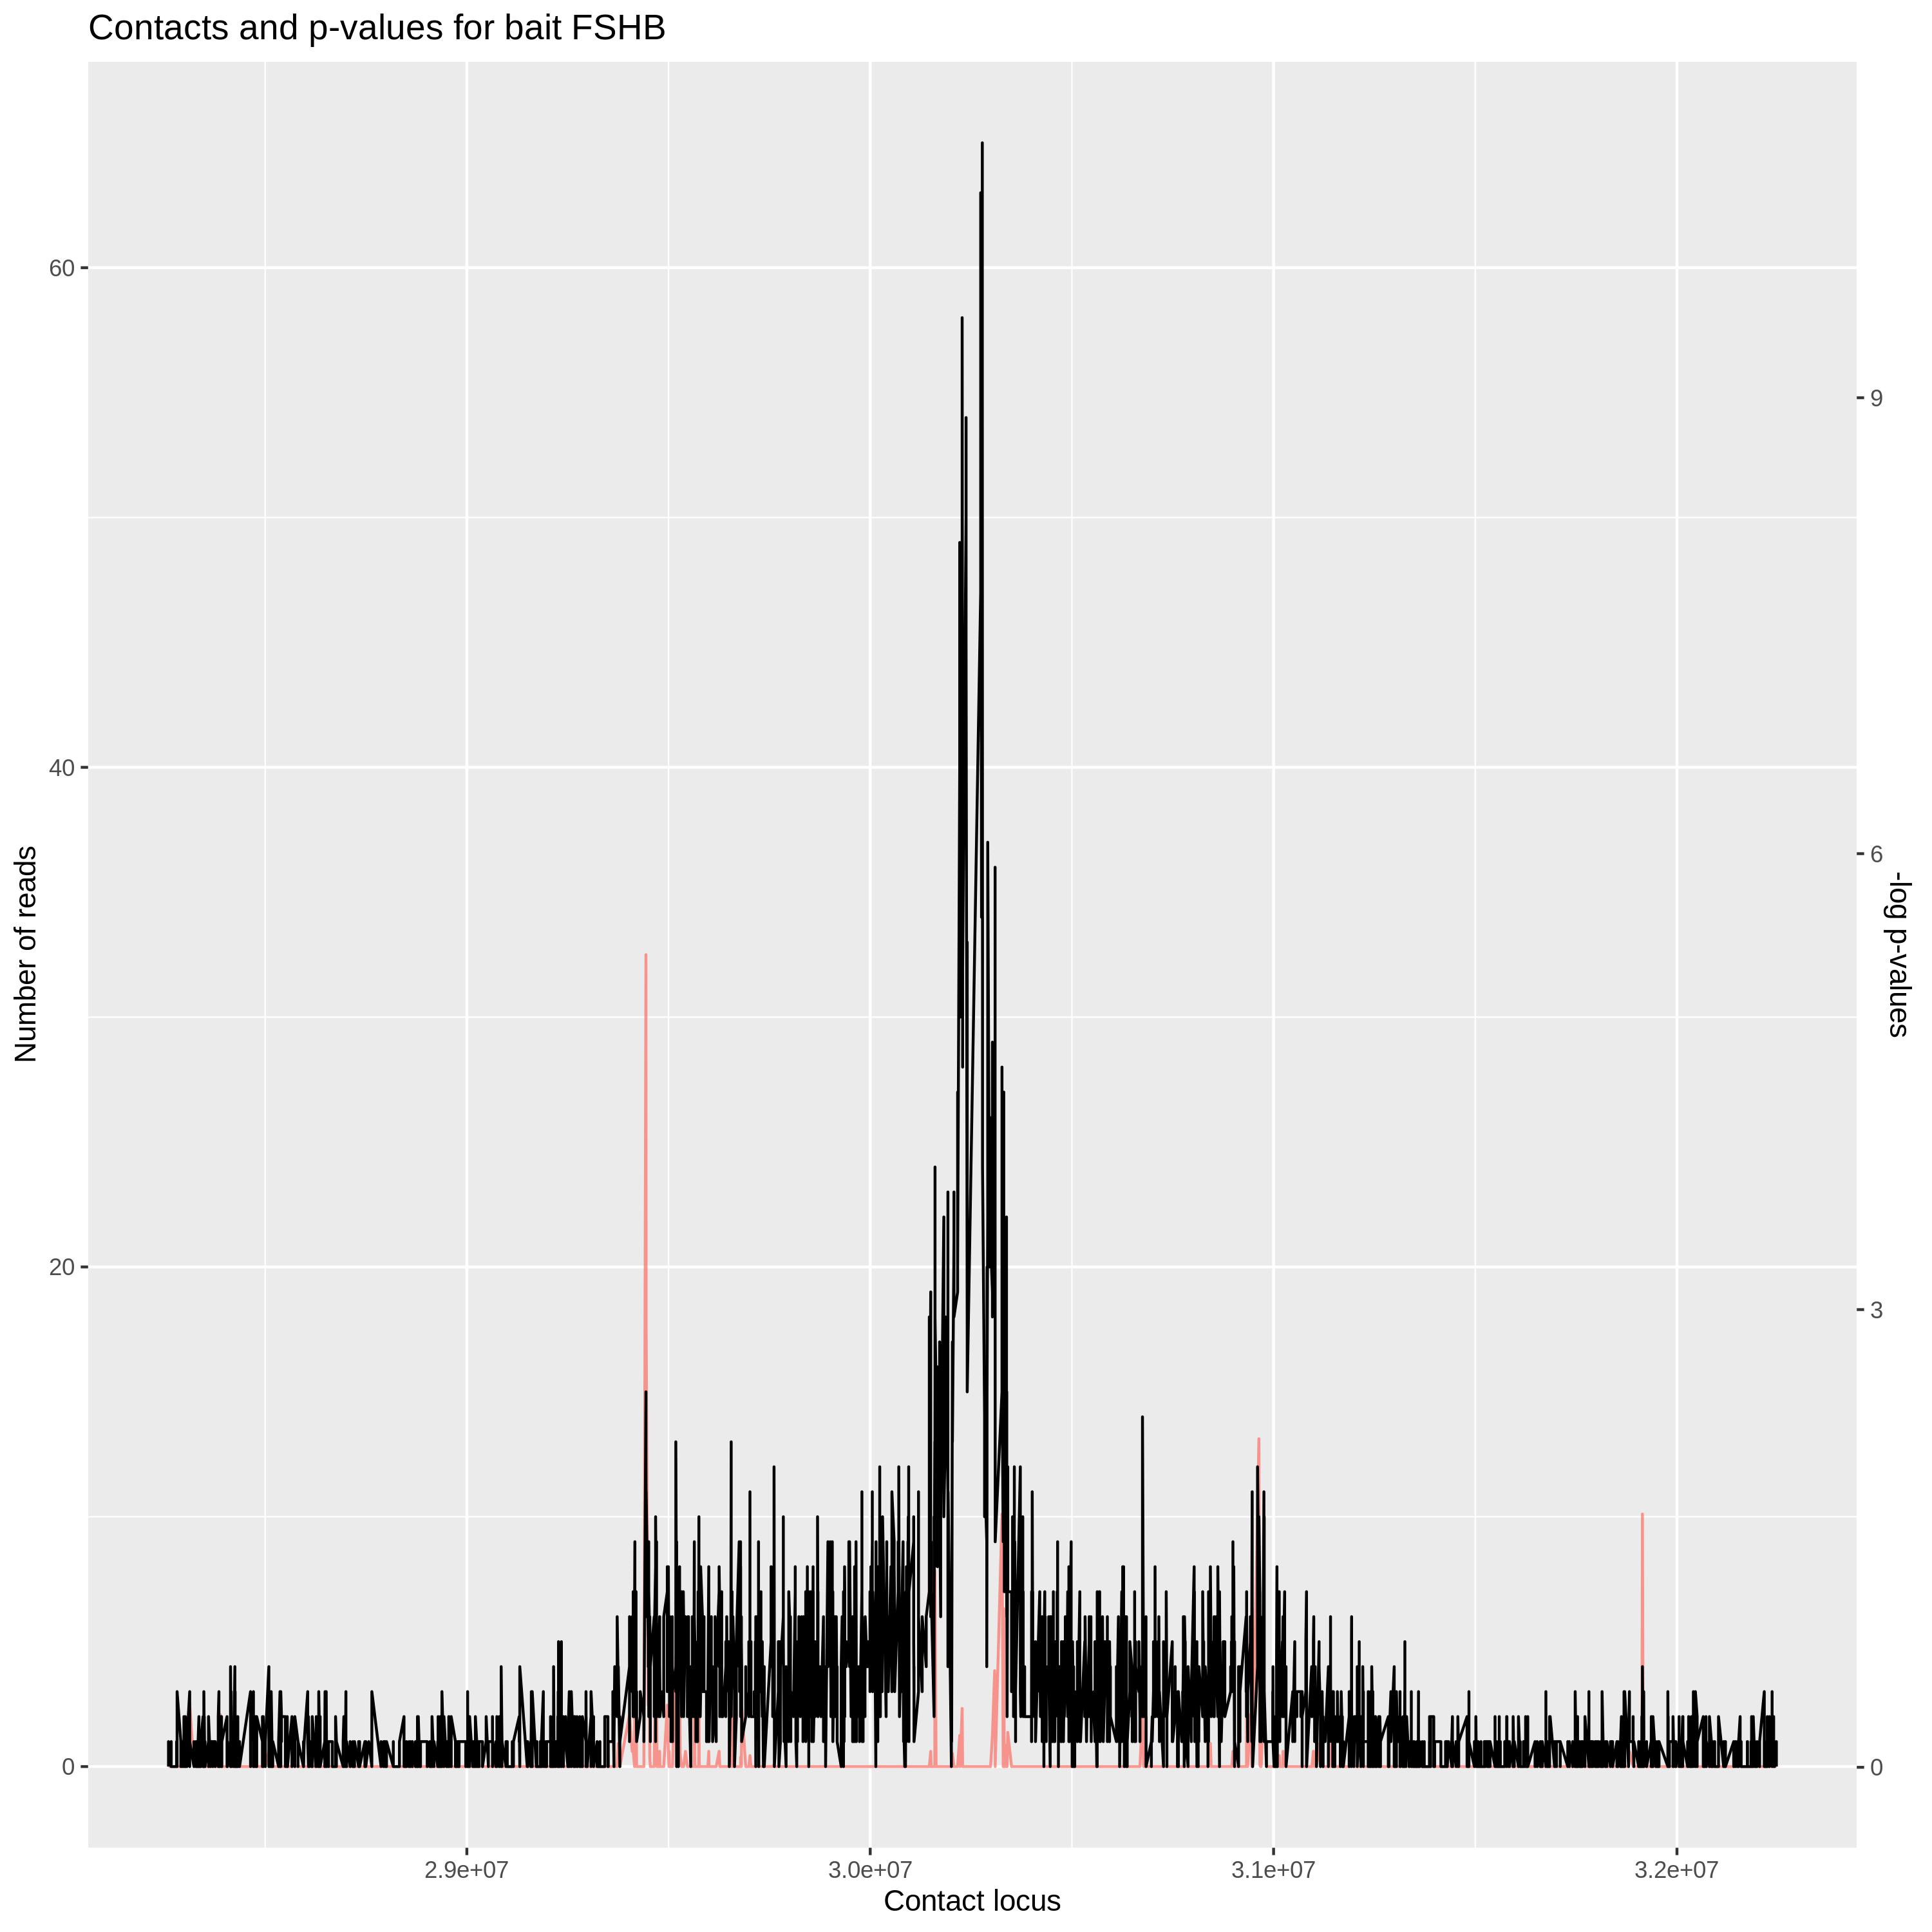 Contacts and p-values for bait FSHB
60
40
20
0
9
6
3
0
Number of reads
-log p-values
2.9e+07 3.0e+07 3.1e+07 3.2e+07
Contact locus